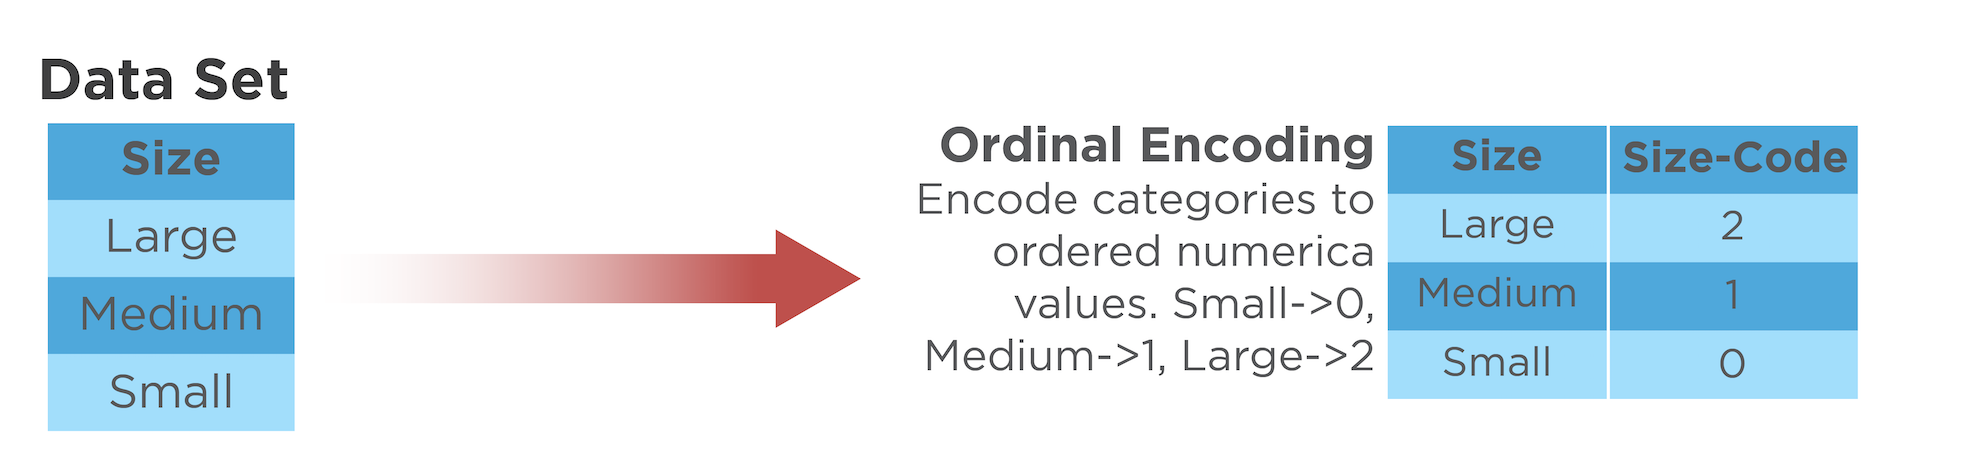 Data Set
Size
Large
Medium
Small
Ordinal Encoding
Encode categories to
ordered numerica
values. Small->0,
Medium->1, Large->2
Size Size-Code
Large 2
Medium 1
Small 0